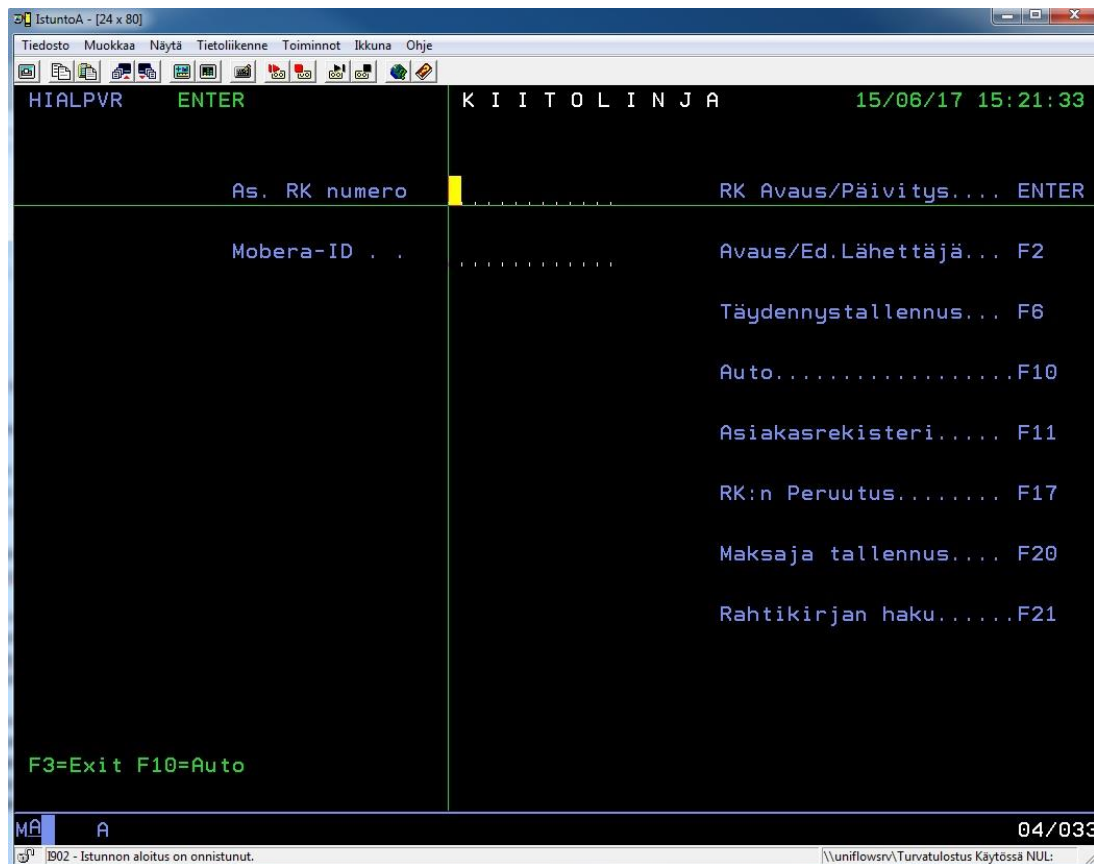 IstuntoA - [24 x 80]
Tiedosto Muokkaa Näytä Tietoliikenne Toiminnot Ikkuna Ohje
HIALPVR ENTER K I I T O L I N J A 15/06/17 15:21:33
As. RK numero RK Avaus/Päivitys.... ENTER
Mobera-ID . . Avaus/Ed.Lähettäjä... F2
Täydennystallennus... F6
Auto..................F10
Asiakasrekisteri..... F11
RK:n Peruutus........ F17
Maksaja tallennus.... F20
Rahtikirjan haku......F21
F3=Exit F10=Auto
MA A 04/033
I902 - Istunnon aloitus on onnistunut. \\uniflowsrv\Turvatulostus Käytössä NUL: